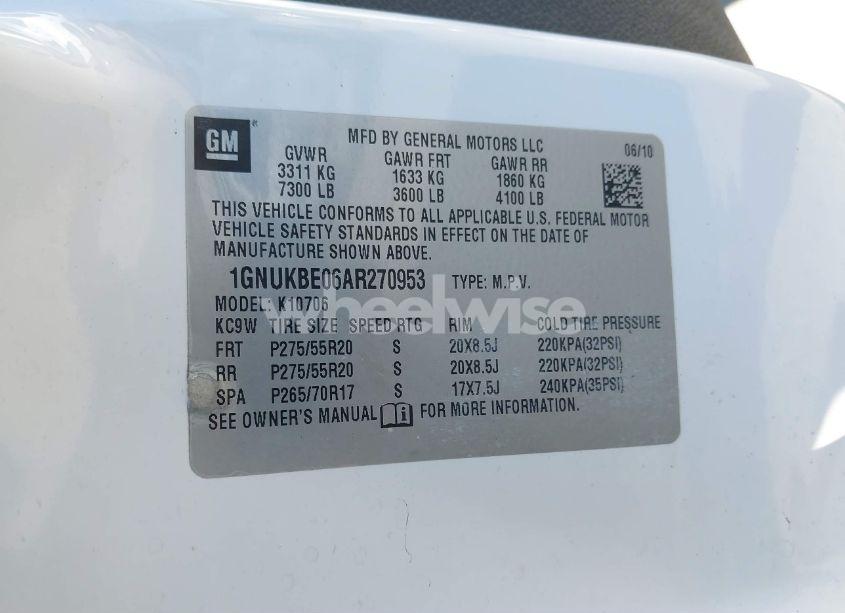 GM
MFD BY GENERAL MOTORS LLC
06/10
GVWR GAWR FRT GAWR RR
3311 KG 1633 KG 1860 KG
7300 LB 3600 LB 4100 LB
THIS VEHICLE CONFORMS TO ALL APPLICABLE U.S. FEDERAL MOTOR
VEHICLE SAFETY STANDARDS IN EFFECT ON THE DATE OF
MANUFACTURE SHOWN ABOVE.
1GNUKBE06AR270953 TYPE: M.P.V.
MODEL: K10706
wheelwise
KC9W TIRE SIZE SPEED RTG RIM COLD TIRE PRESSURE
FRT P275/55R20 S 20X8.5J 220KPA(32PSI)
RR P275/55R20 S 20X8.5J 220KPA(32PSI)
SPA P265/70R17 S 17X7.5J 240KPA(35PSI)
SEE OWNER'S MANUAL FOR MORE INFORMATION.